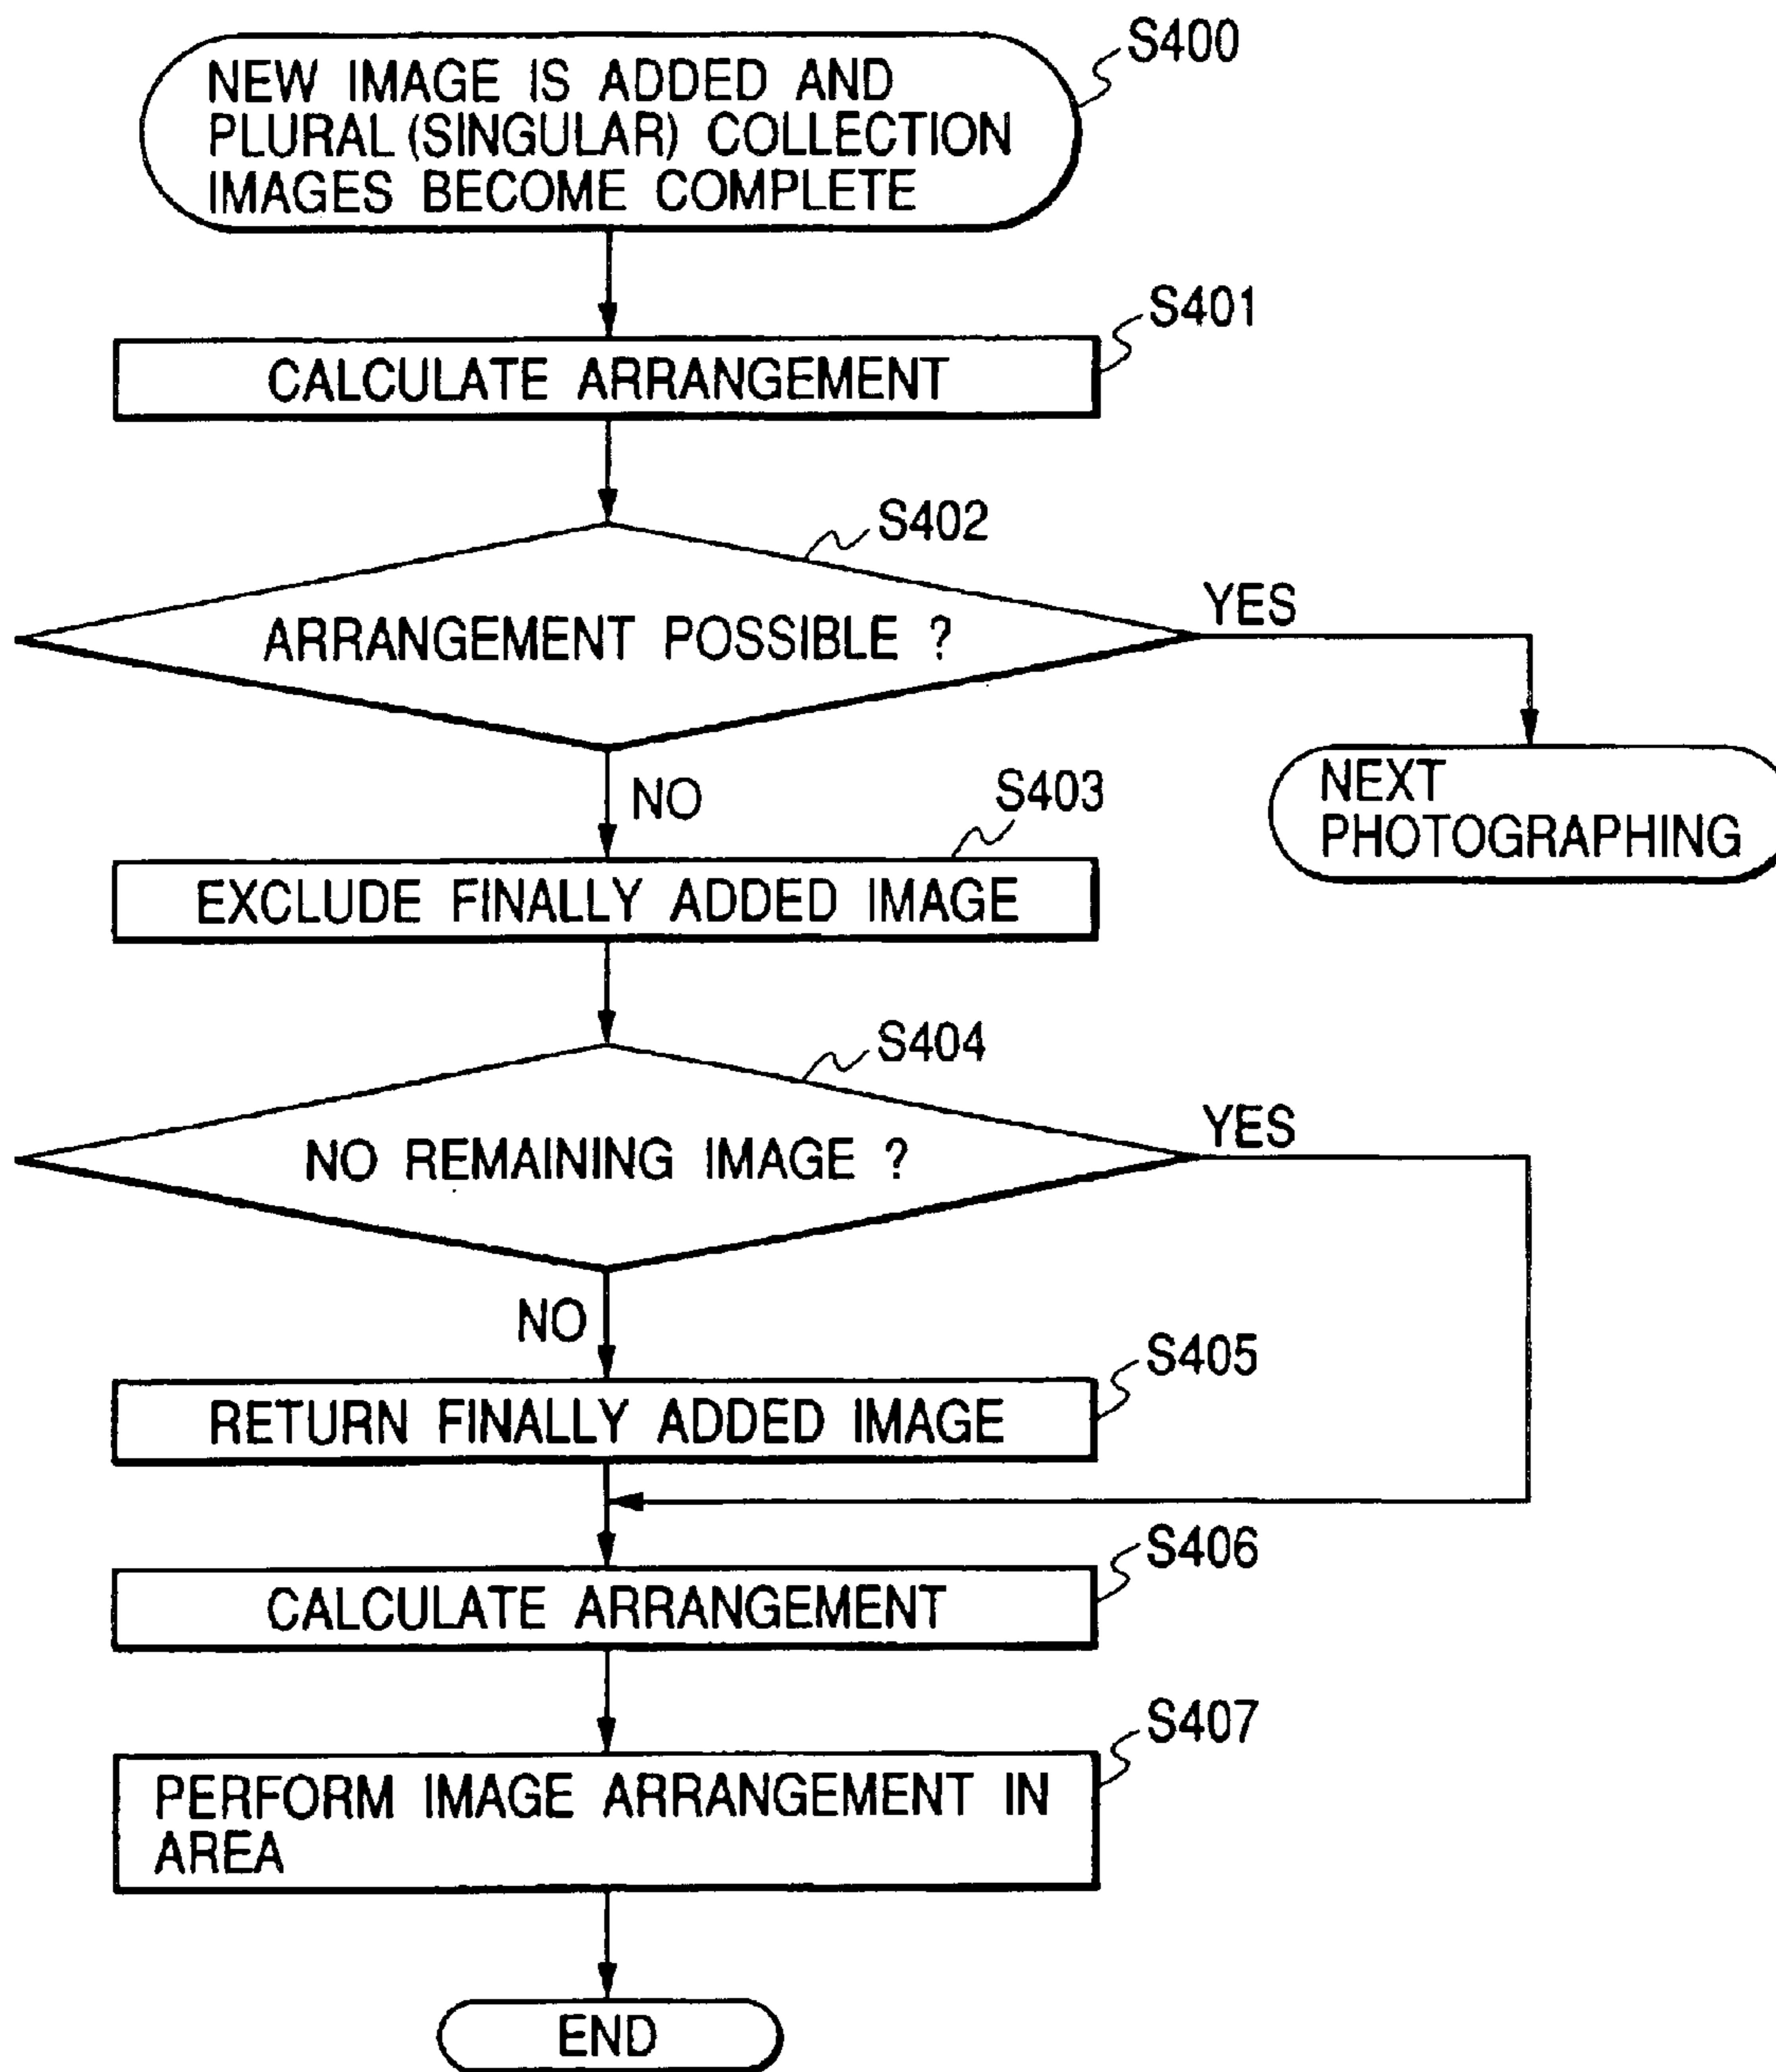 S400
NEW IMAGE IS ADDED AND
PLURAL (SINGULAR) COLLECTION
IMAGES BECOME COMPLETE
S401
CALCULATE ARRANGEMENT
S402
ARRANGEMENT POSSIBLE ?
YES
NEXT
PHOTOGRAPHING
NO
S403
EXCLUDE FINALLY ADDED IMAGE
S404
NO REMAINING IMAGE ?
YES
NO
S405
RETURN FINALLY ADDED IMAGE
S406
CALCULATE ARRANGEMENT
S407
PERFORM IMAGE ARRANGEMENT IN
AREA
END